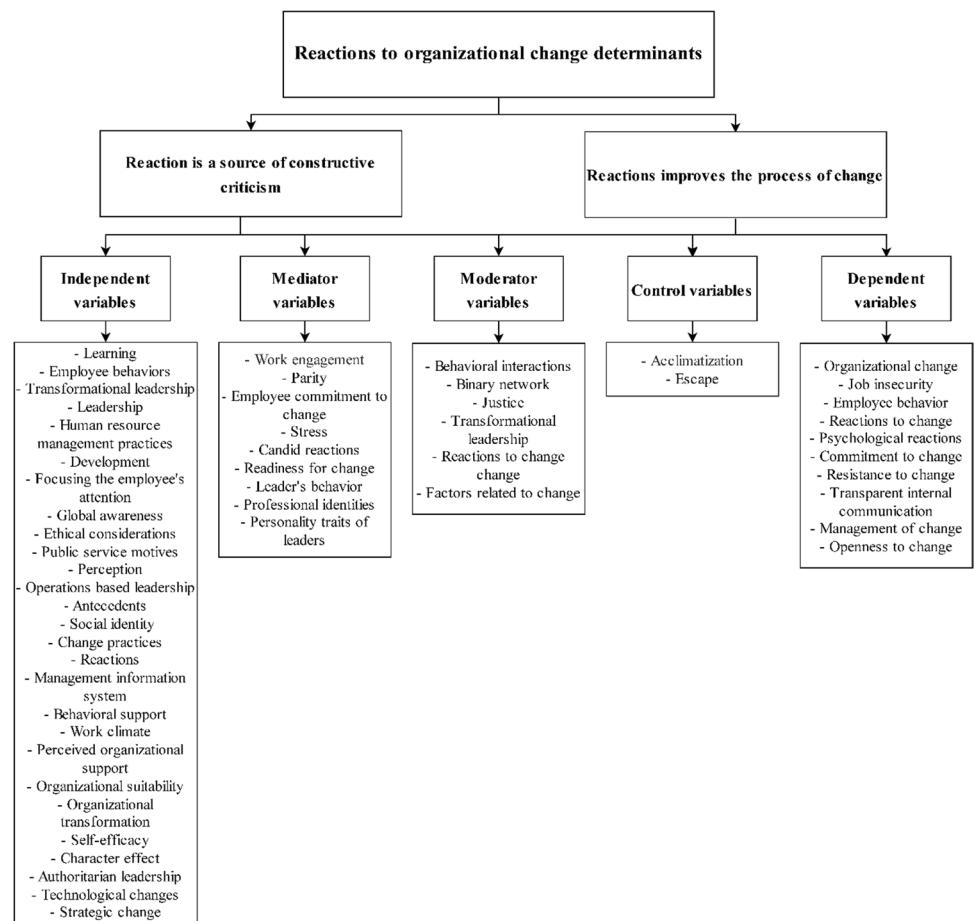 Reactions to organizational change determinants
Reaction is a source of constructive
criticism
Reactions improves the process of change
Independent
variables
Mediator
variables
Moderator
variables
Control variables
Dependent
variables
- Learning
- Employee behaviors
- Transformational leadership
- Leadership
- Human resource
management practices
- Development
- Focusing the employee's
attention
- Global awareness
- Ethical considerations
- Public service motives
- Perception
- Operations based leadership
- Antecedents
- Social identity
- Change practices
- Reactions
- Management information
system
- Behavioral support
- Work climate
- Perceived organizational
support
- Organizational suitability
- Organizational
transformation
- Self-efficacy
- Character effect
- Authoritarian leadership
- Technological changes
- Strategic change
- Work engagement
- Parity
- Employee commitment to
change
- Stress
- Candid reactions
- Readiness for change
- Leader's behavior
- Professional identities
- Personality traits of
leaders
- Behavioral interactions
- Binary network
- Justice
- Transformational
leadership
- Reactions to change
change
- Factors related to change
- Acclimatization
- Escape
- Organizational change
- Job insecurity
- Employee behavior
- Reactions to change
- Psychological reactions
- Commitment to change
- Resistance to change
- Transparent internal
communication
- Management of change
- Openness to change